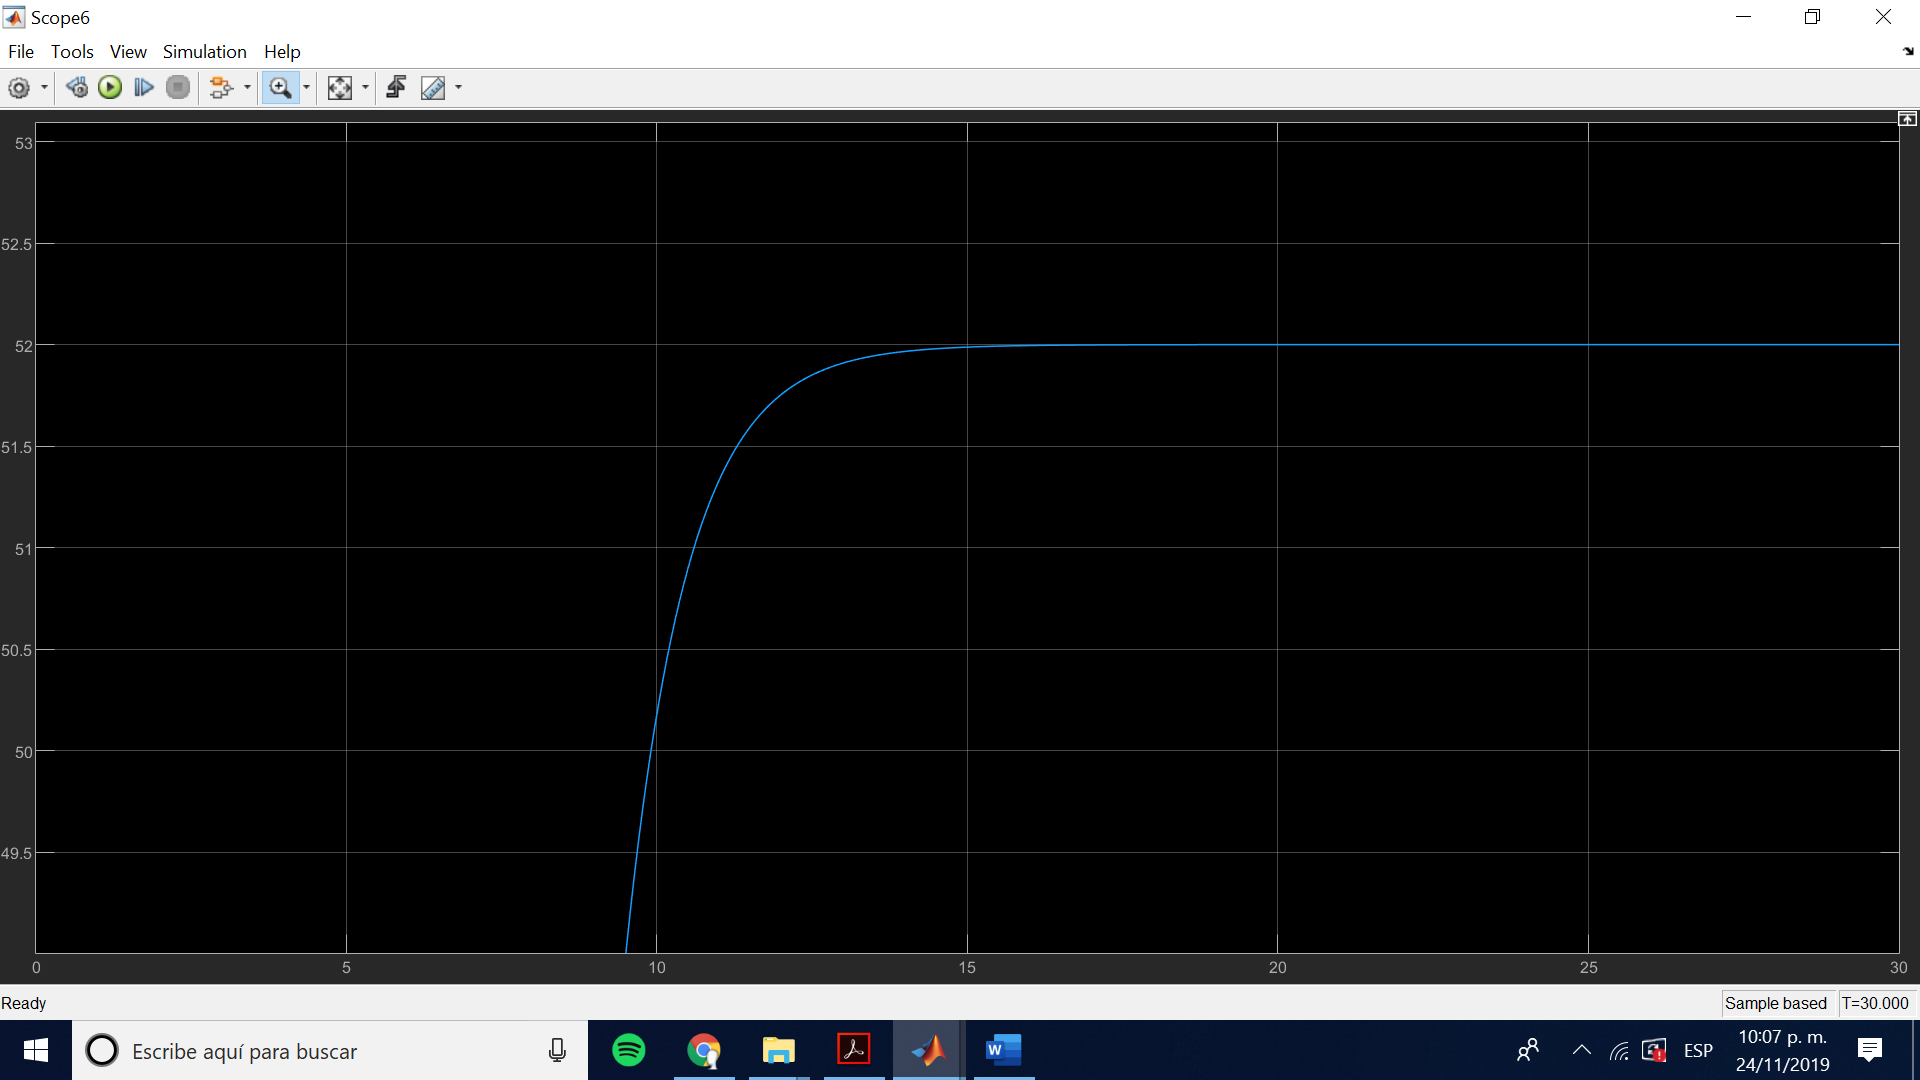 Scope6
File Tools View Simulation Help
53
52.5
52
51.5
51
50.5
50
49.5
0 5 10 15 20 25 30
Ready Sample based T=30.000
Escribe aquí para buscar W ESP 10:07 p. m.
24/11/2019